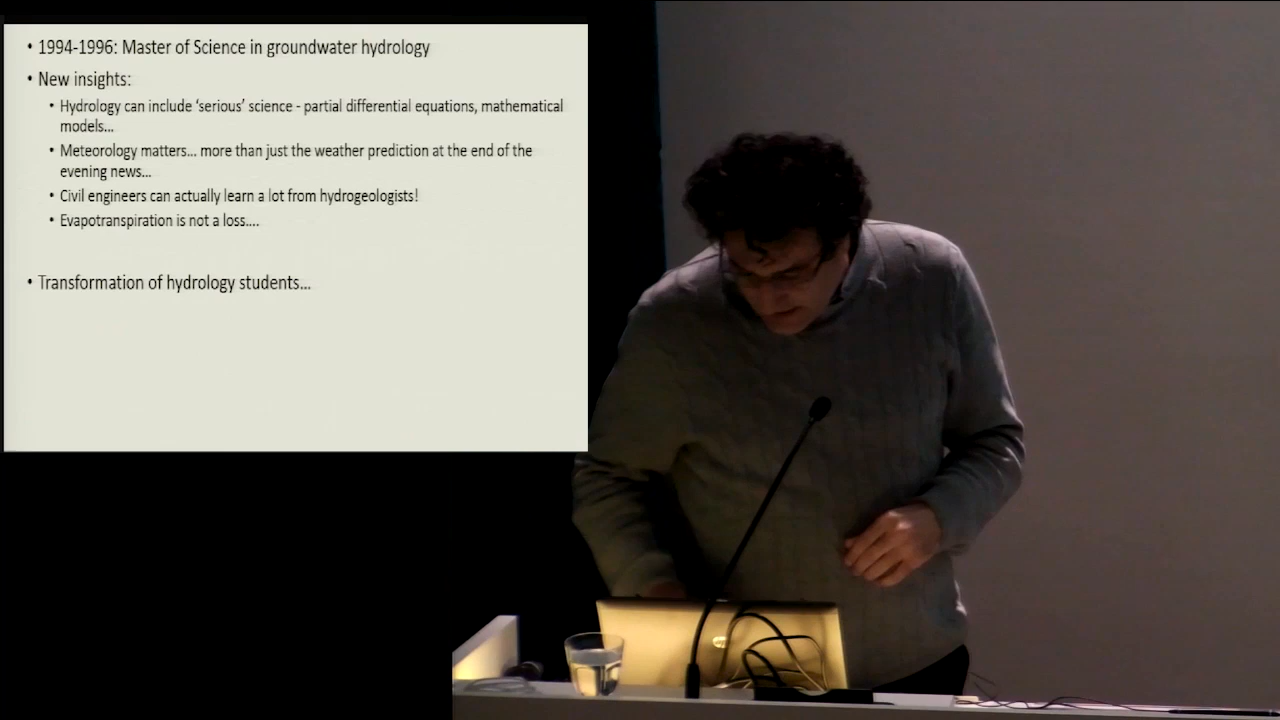 • 1994-1996: Master of Science in groundwater hydrology
• New insights:
• Hydrology can include ‘serious’ science - partial differential equations, mathematical
models...
• Meteorology matters... more than just the weather prediction at the end of the
evening news...
• Civil engineers can actually learn a lot from hydrogeologists!
• Evapotranspiration is not a loss....
• Transformation of hydrology students...